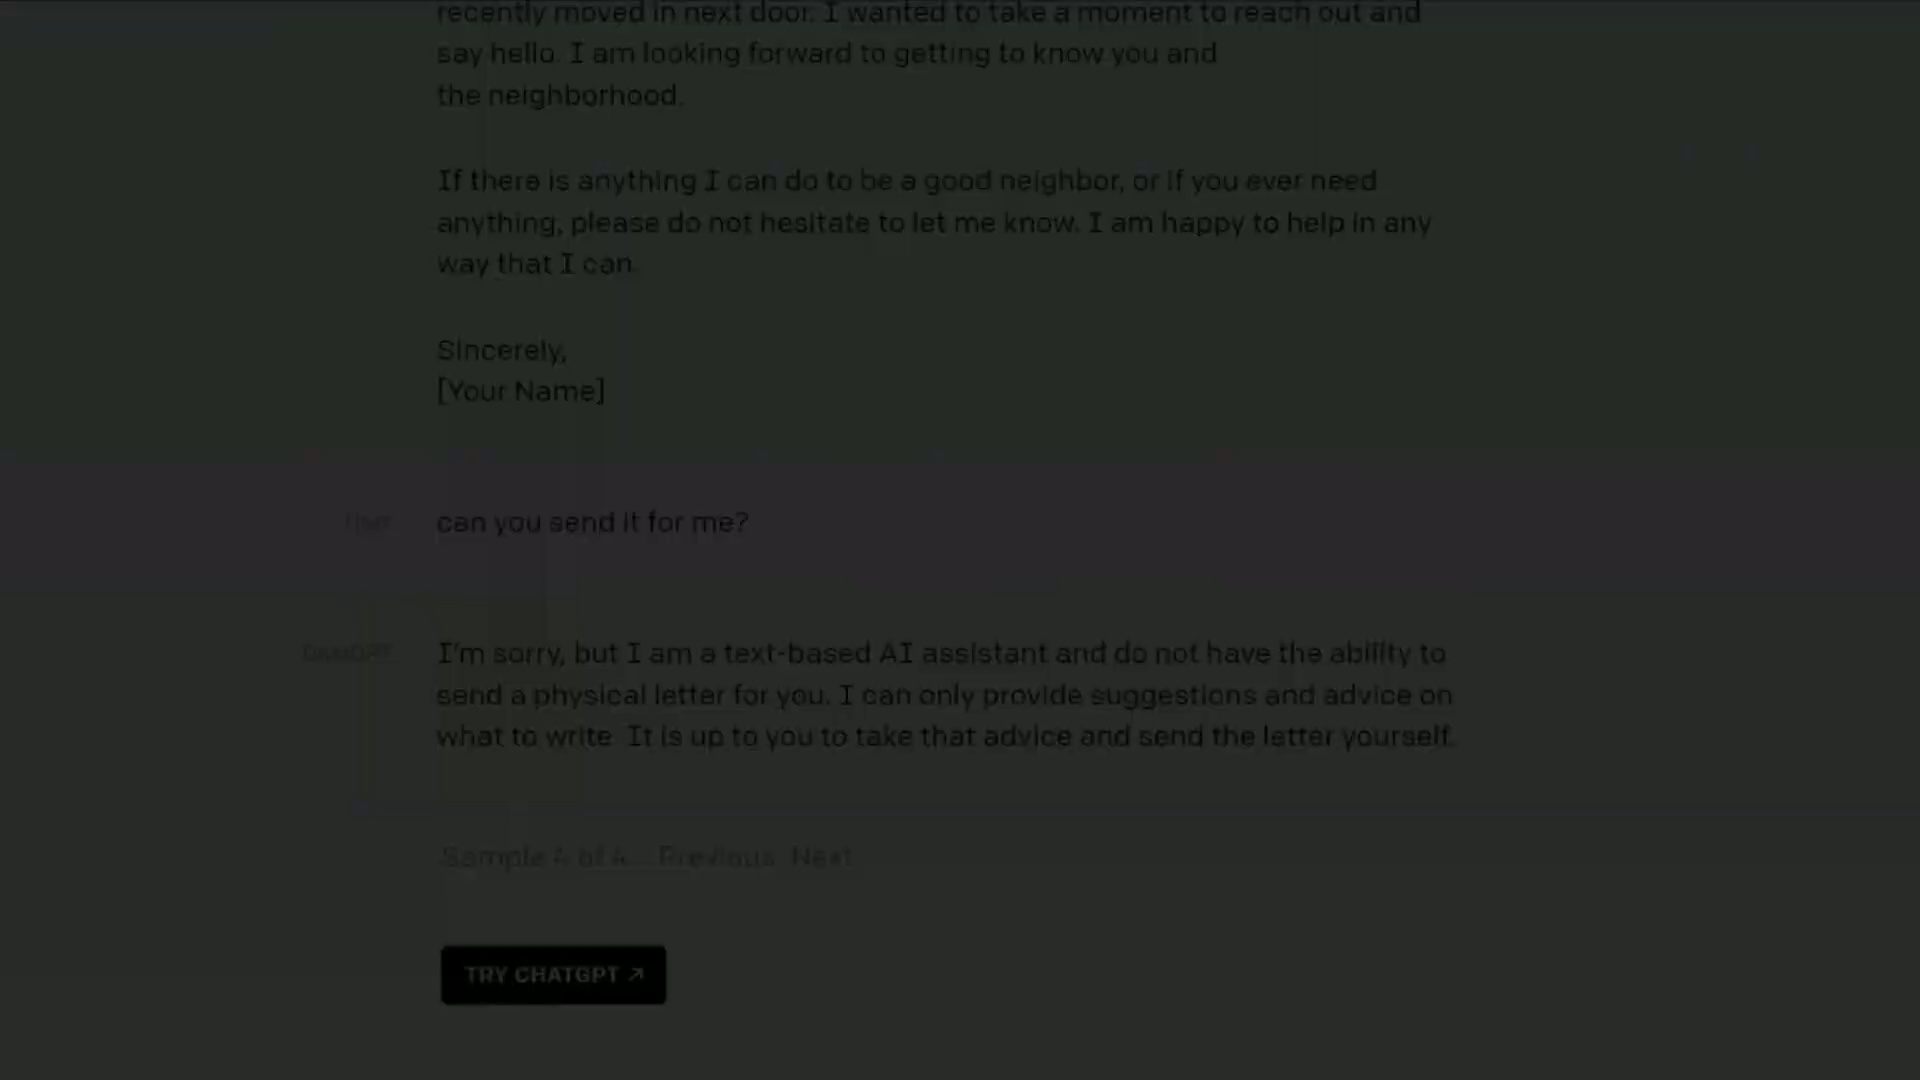 recently moved in next door. I wanted to take a moment to reach out and
say hello. I am looking forward to getting to know you and
the neighborhood.
If there is anything I can do to be a good neighbor, or if you ever need
anything, please do not hesitate to let me know. I am happy to help in any
way that I can.
Sincerely,
[Your Name]
can you send it for me?
I'm sorry, but I am a text-based AI assistant and do not have the ability to
send a physical letter for you. I can only provide suggestions and advice on
what to write. It is up to you to take that advice and send the letter yourself.
Sample 4 of 4 Previous Next
TRY CHATGPT ↗